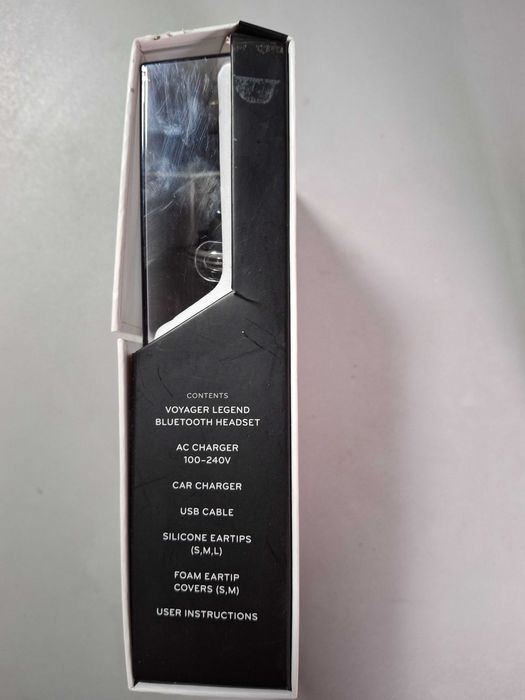 CONTENTS
VOYAGER LEGEND
BLUETOOTH HEADSET
AC CHARGER
100–240V
CAR CHARGER
USB CABLE
SILICONE EARTIPS
(S,M,L)
FOAM EARTIP
COVERS (S,M)
USER INSTRUCTIONS